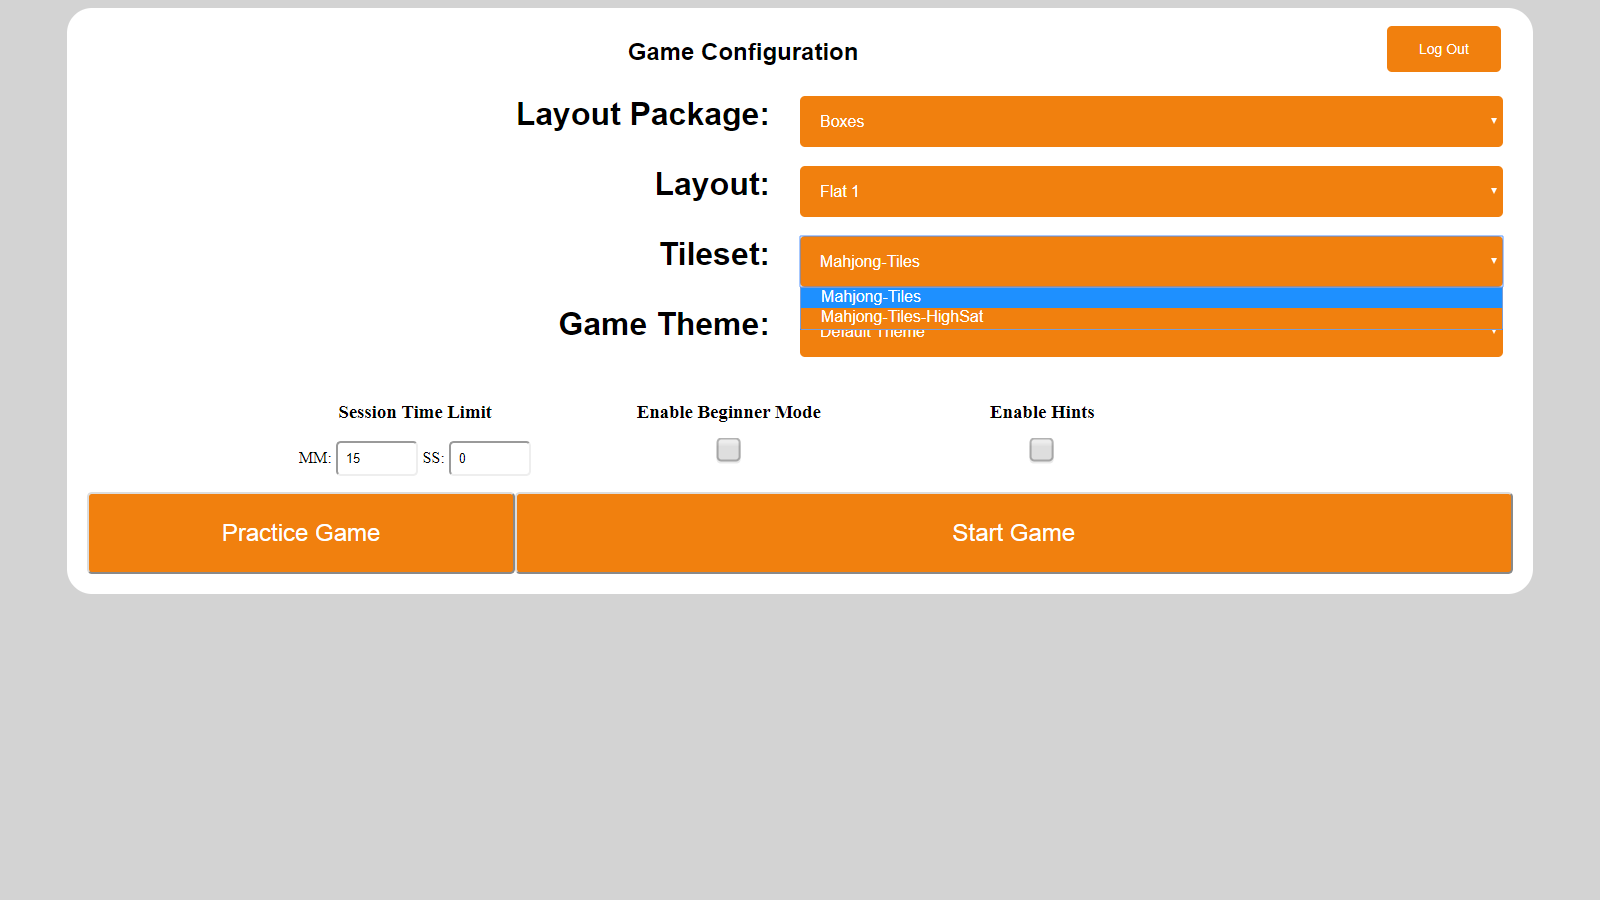 Game Configuration
Log Out
Layout Package:
Boxes
Layout:
Flat 1
Tileset:
Mahjong-Tiles
Mahjong-Tiles
Mahjong-Tiles-HighSat
Game Theme:
Default Theme
Session Time Limit
Enable Beginner Mode
Enable Hints
MM: 15 SS: 0
Practice Game
Start Game